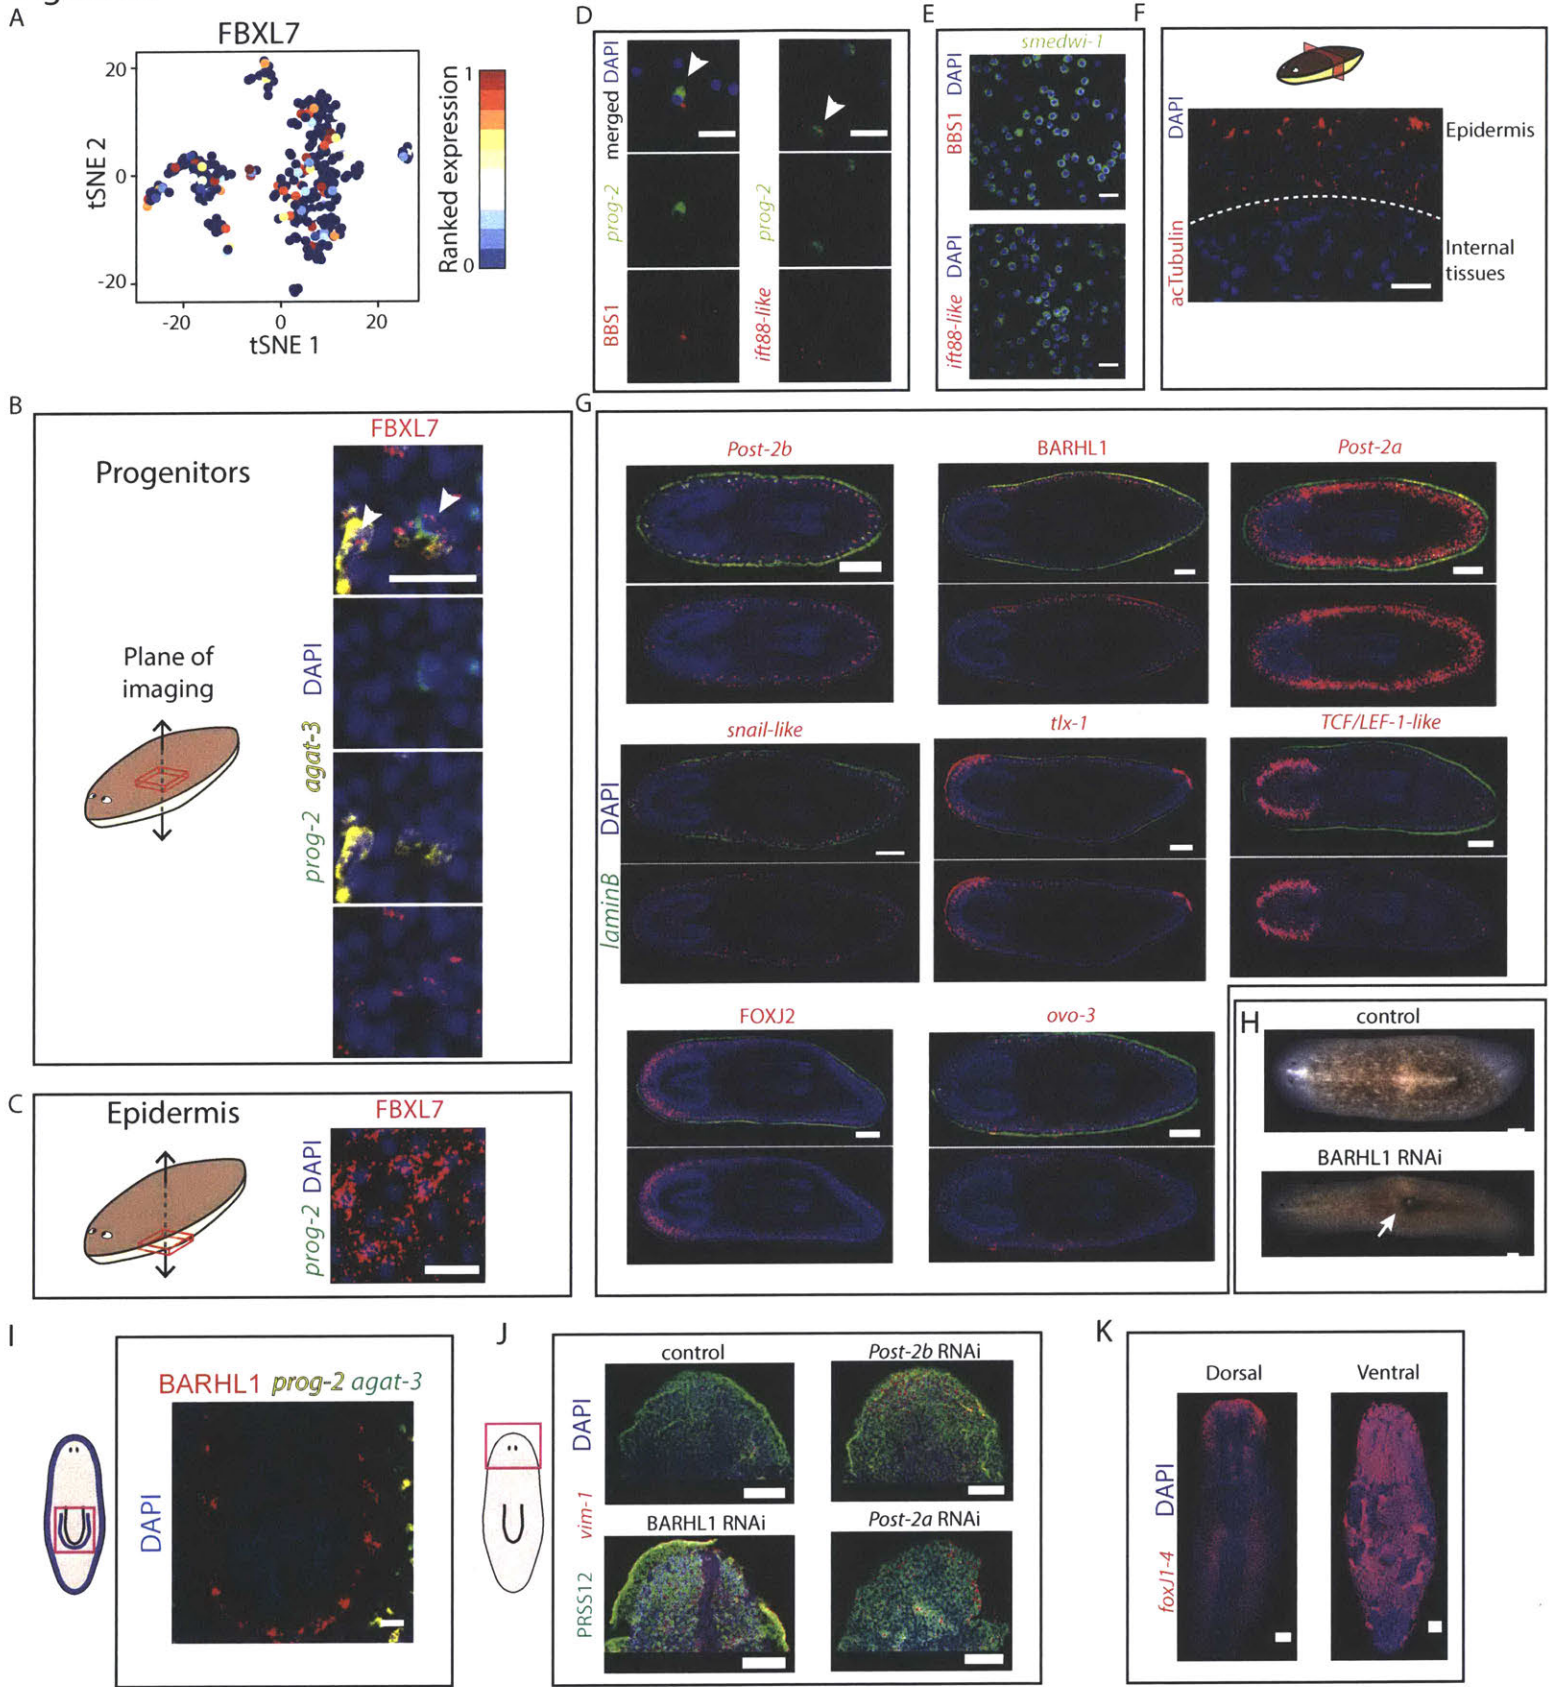 A
FBXL7
20
0
-20
tSNE 2
-20
0
20
tSNE 1
Ranked expression
1
0
D
merged DAPI
prog-2
BBS1
prog-2
ift88-like
E
smedwi-1
BBS1 DAPI
ift88-like DAPI
F
acTubulin DAPI
Epidermis
Internal
tissues
B
Progenitors
FBXL7
Plane of
imaging
prog-2 agat-3 DAPI
C
Epidermis
FBXL7
prog-2 DAPI
G
Post-2b
BARHL1
Post-2a
snail-like
tlx-1
TCF/LEF-1-like
laminB DAPI
FOXJ2
ovo-3
H
control
BARHL1 RNAi
I
BARHL1 prog-2 agat-3
DAPI
J
control
Post-2b RNAi
BARHL1 RNAi
Post-2a RNAi
PRSS12 vim-1 DAPI
K
Dorsal
Ventral
foxJ1-4 DAPI